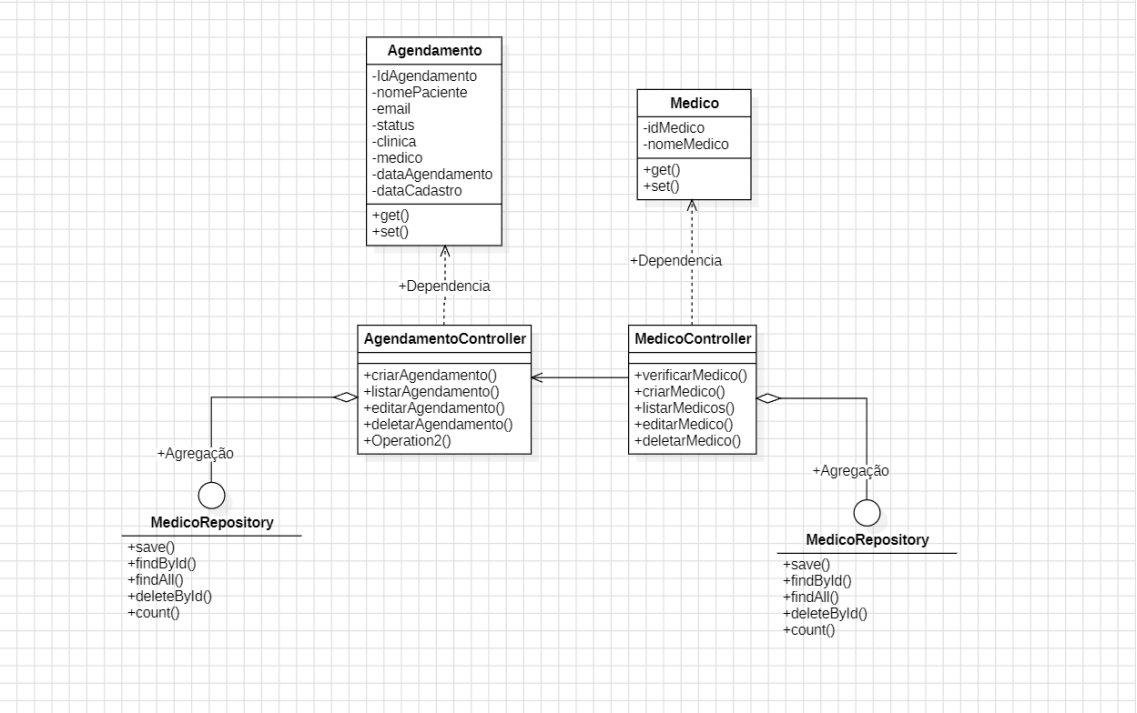 Agendamento
-IdAgendamento
-nomePaciente
-email
-status
-clinica
-medico
-dataAgendamento
-dataCadastro
+get()
+set()
Medico
-idMedico
-nomeMedico
+get()
+set()
+Dependencia
+Dependencia
AgendamentoController
+criarAgendamento()
+listarAgendamento()
+editarAgendamento()
+deletarAgendamento()
+Operation2()
MedicoController
+verificarMedico()
+criarMedico()
+listarMedicos()
+editarMedico()
+deletarMedico()
+Agregação
MedicoRepository
+save()
+findById()
+findAll()
+deleteById()
+count()
+Agregação
MedicoRepository
+save()
+findById()
+findAll()
+deleteById()
+count()